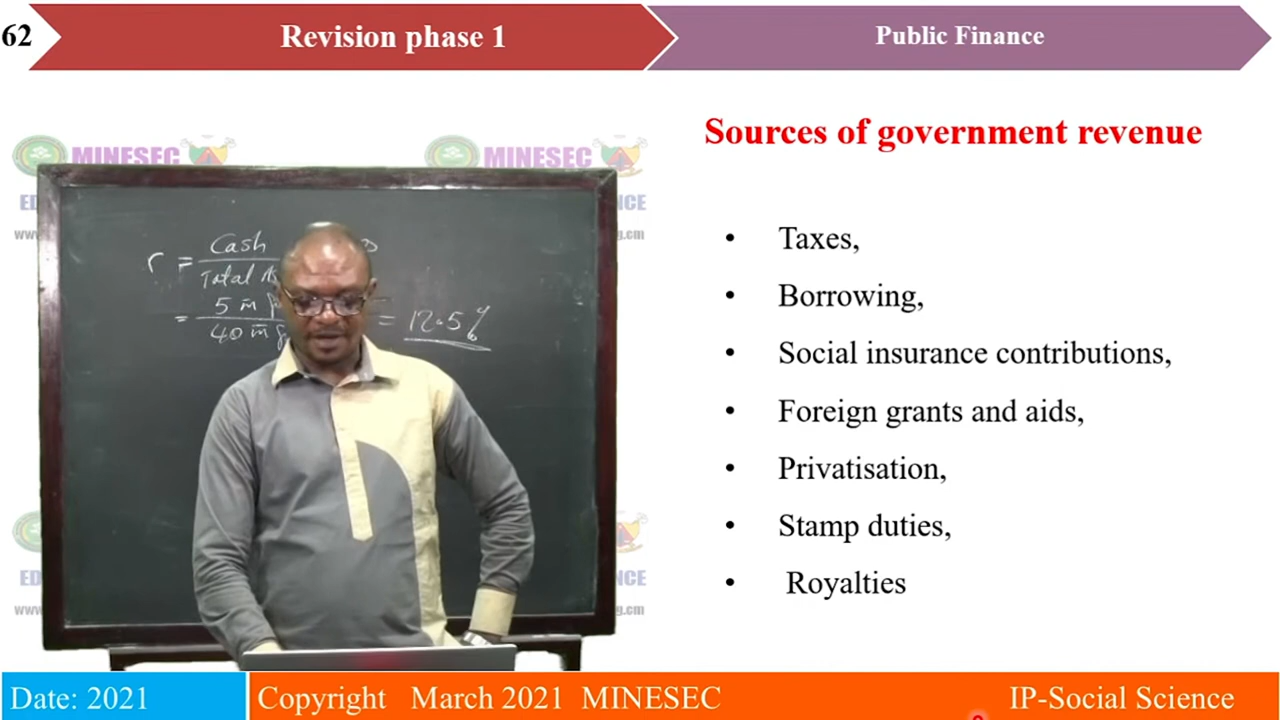 62
Revision phase 1
Public Finance
Sources of government revenue
MINESEC
MINESEC
www
g.cm
r = Cash
Total
= 5 m
40 m
= 12.5%
• Taxes,
• Borrowing,
• Social insurance contributions,
• Foreign grants and aids,
• Privatisation,
• Stamp duties,
• Royalties
Date: 2021
Copyright March 2021 MINESEC
IP-Social Science